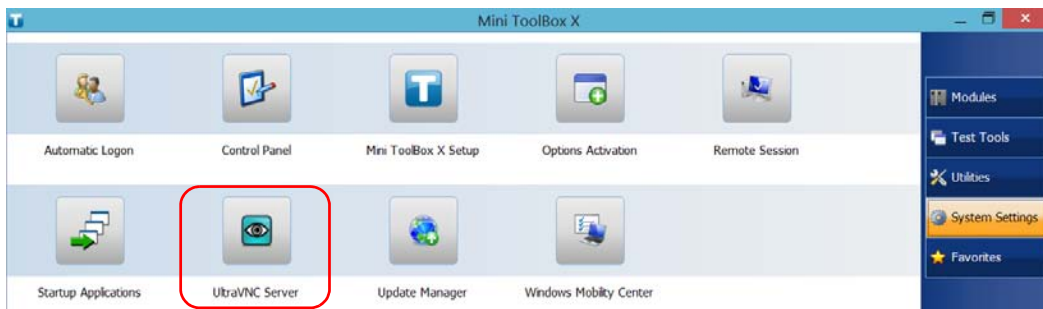 Mini ToolBox X
Automatic Logon
Control Panel
Mini ToolBox X Setup
Options Activation
Remote Session
Startup Applications
UltraVNC Server
Update Manager
Windows Mobility Center
Modules
Test Tools
Utilities
System Settings
Favorites